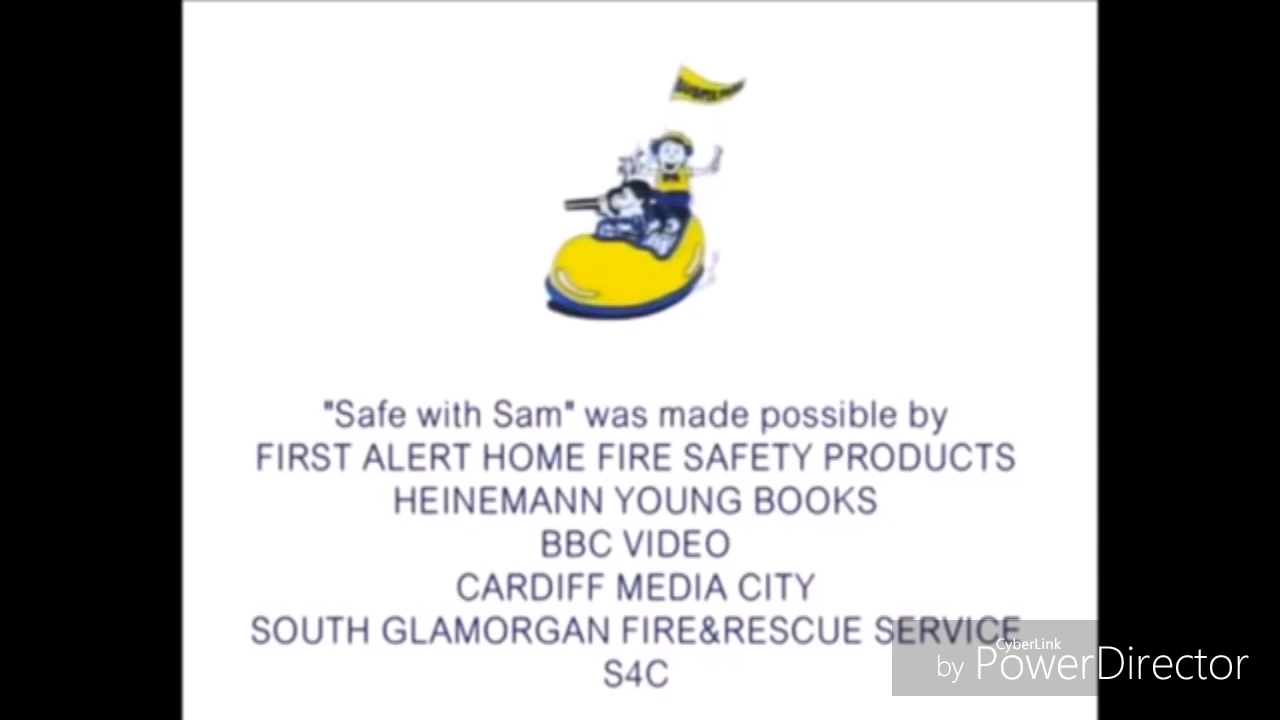 "Safe with Sam" was made possible by
FIRST ALERT HOME FIRE SAFETY PRODUCTS
HEINEMANN YOUNG BOOKS
BBC VIDEO
CARDIFF MEDIA CITY
SOUTH GLAMORGAN FIRE&RESCUE SERVICE
S4C
CyberLink
by PowerDirector